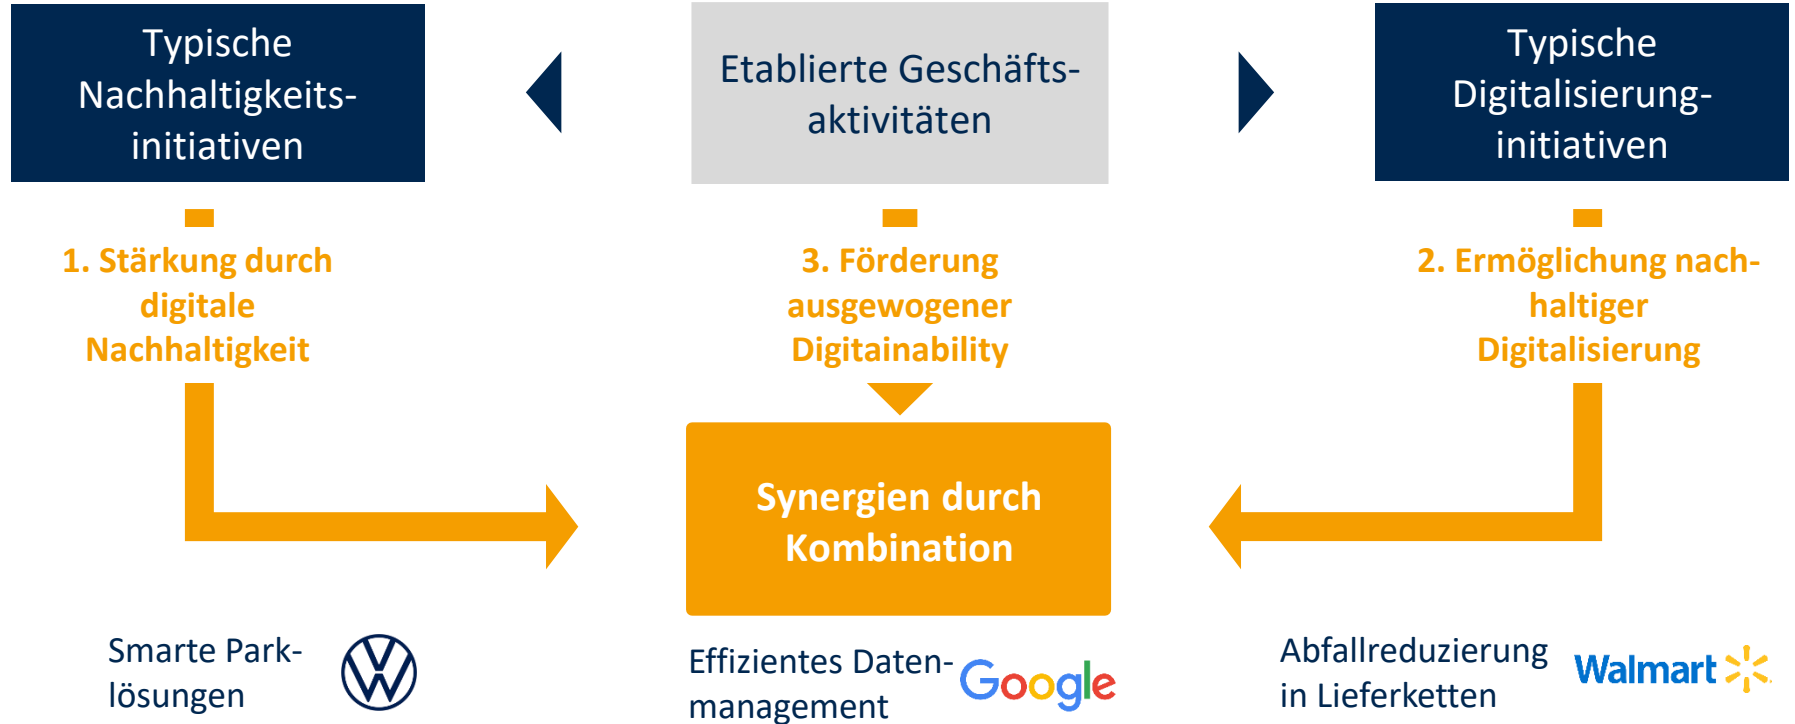 Typische
Nachhaltigkeits-
initiativen
Etablierte Geschäfts-
aktivitäten
Typische
Digitalisierung-
initiativen
1. Stärkung durch
digitale
Nachhaltigkeit
3. Förderung
ausgewogener
Digitainability
2. Ermöglichung nach-
haltiger
Digitalisierung
Synergien durch
Kombination
Smarte Park-
lösungen
VW
Effizientes Daten-
management
Google
Abfallreduzierung
in Lieferketten
Walmart